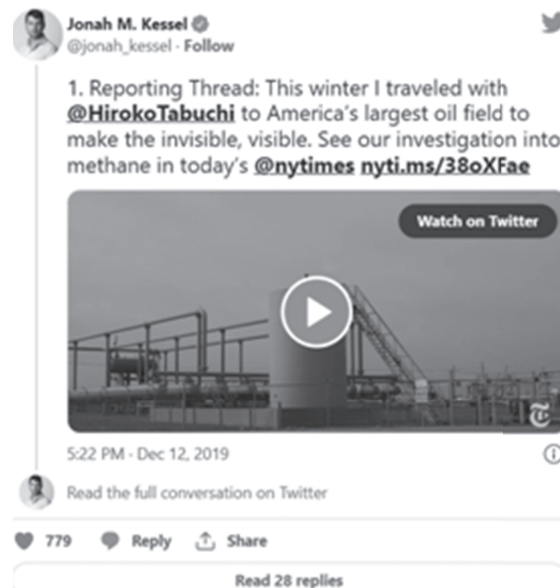 Jonah M. Kessel
@jonah_kessel · Follow
1. Reporting Thread: This winter I traveled with
@HirokoTabuchi to America's largest oil field to
make the invisible, visible. See our investigation into
methane in today's @nytimes nyti.ms/38oXFae
Watch on Twitter
5:22 PM · Dec 12, 2019
Read the full conversation on Twitter
779 Reply Share
Read 28 replies